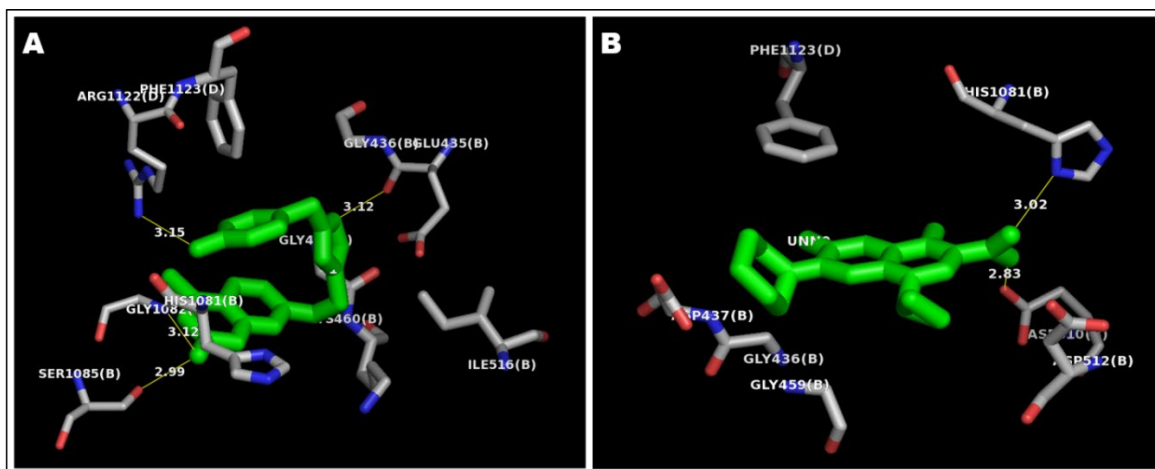 A
PHE1123(D)
ARG1122(D)
GLY436(B)
GLU435(B)
3.12
3.15
HIS1081(B)
3.12
SER1085(B)
2.99
ILE516(B)
B
PHE1123(D)
HIS1081(B)
3.02
2.83
GLY436(B)
ASP512(B)
GLY459(B)